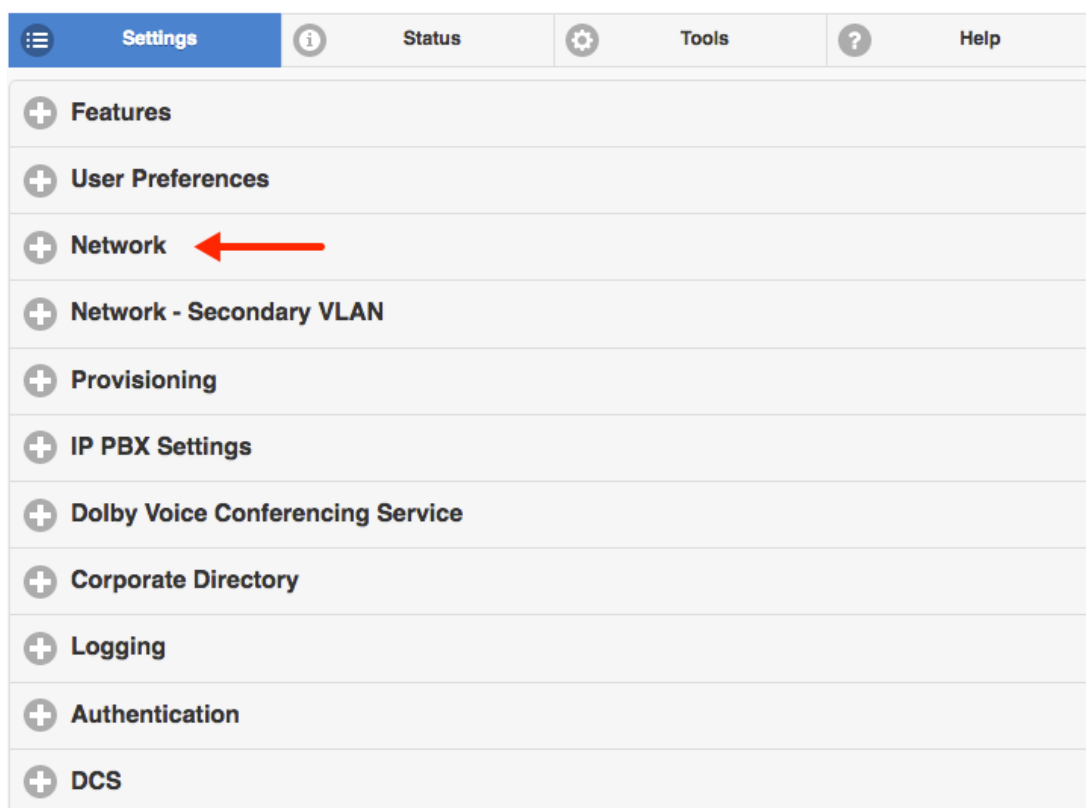 Settings
Status
Tools
Help
Features
User Preferences
Network
Network - Secondary VLAN
Provisioning
IP PBX Settings
Dolby Voice Conferencing Service
Corporate Directory
Logging
Authentication
DCS